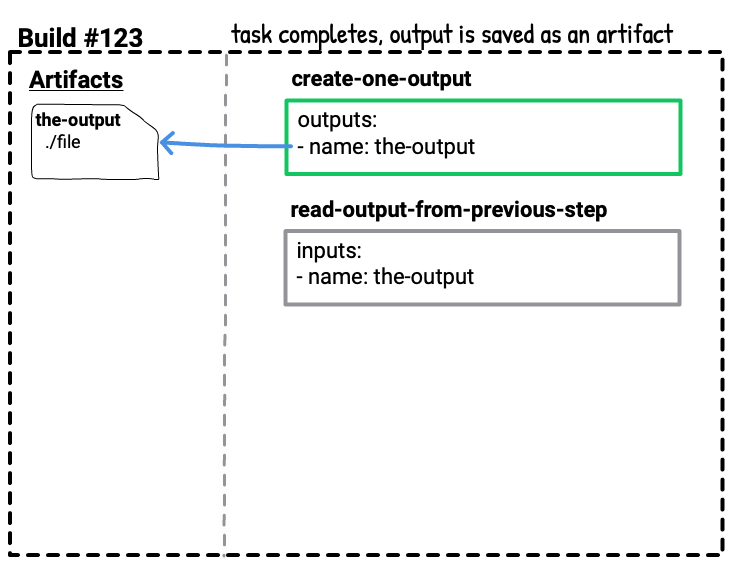 Build #123
task completes, output is saved as an artifact
Artifacts
the-output
./file
create-one-output
outputs:
- name: the-output
read-output-from-previous-step
inputs:
- name: the-output